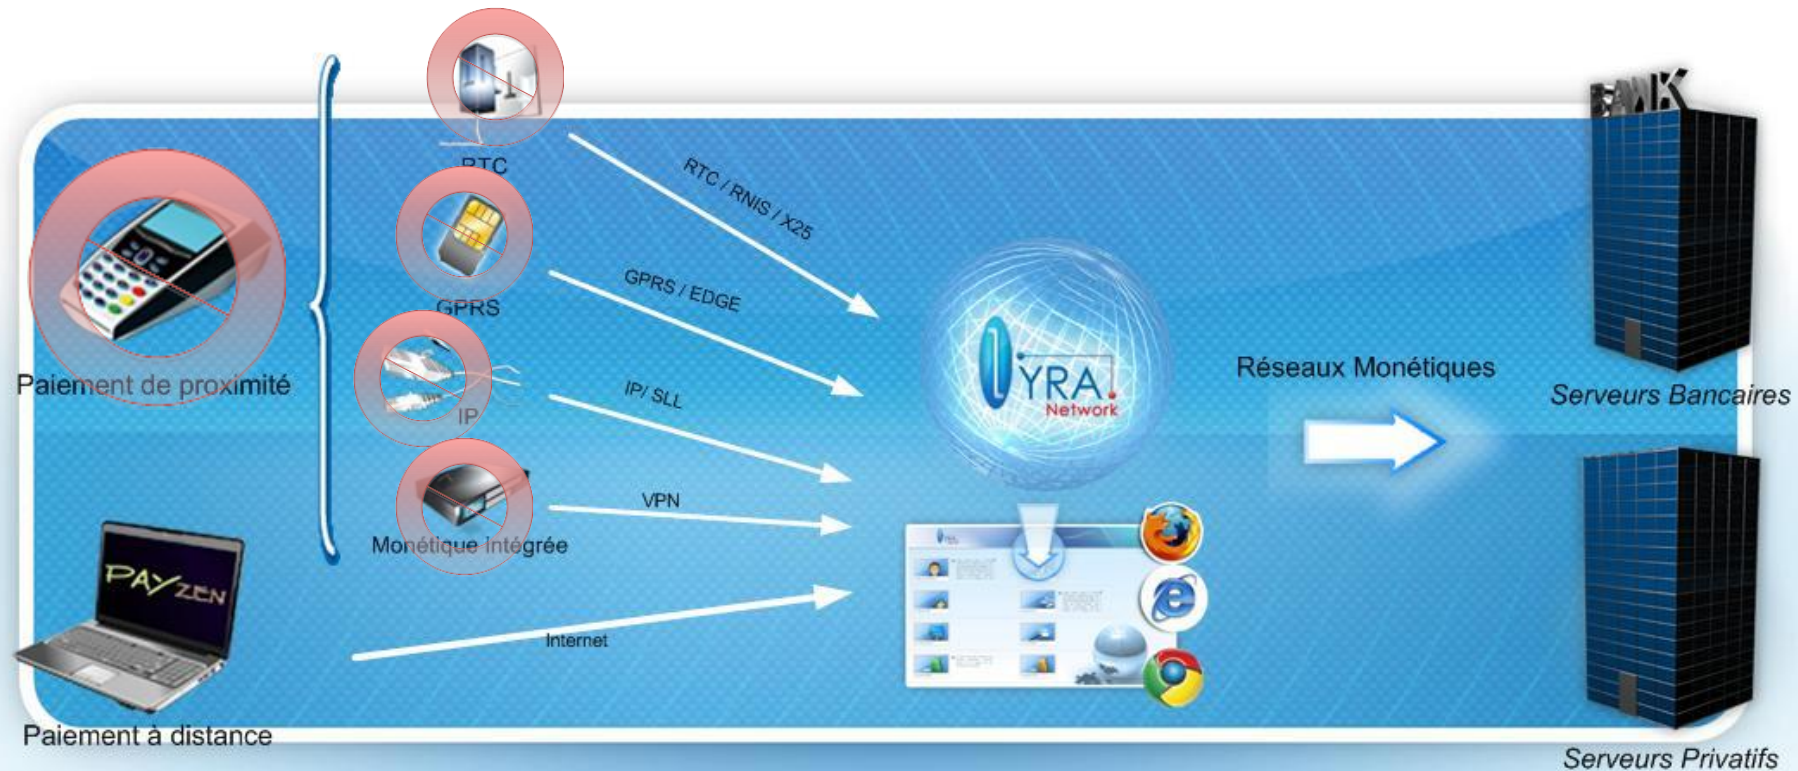 BANK
RTC
RTC / RNIS / X25
GPRS
GPRS / EDGE
Paiement de proximité
IP
IP/ SLL
YRA
Network
Réseaux Monétiques
Serveurs Bancaires
Monétique intégrée
VPN
PAYZEN
Internet
Paiement à distance
Serveurs Privatifs